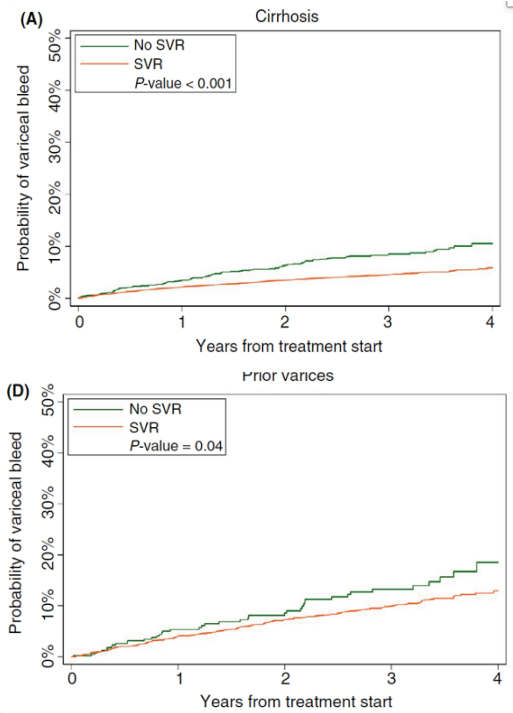 (A)
Cirrhosis
No SVR
SVR
P-value < 0.001
Probability of variceal bleed
50%
40%
30%
20%
10%
0%
0 1 2 3 4
Years from treatment start
(D)
Prior varices
No SVR
SVR
P-value = 0.04
Probability of variceal bleed
50%
40%
30%
20%
10%
0%
0 1 2 3 4
Years from treatment start